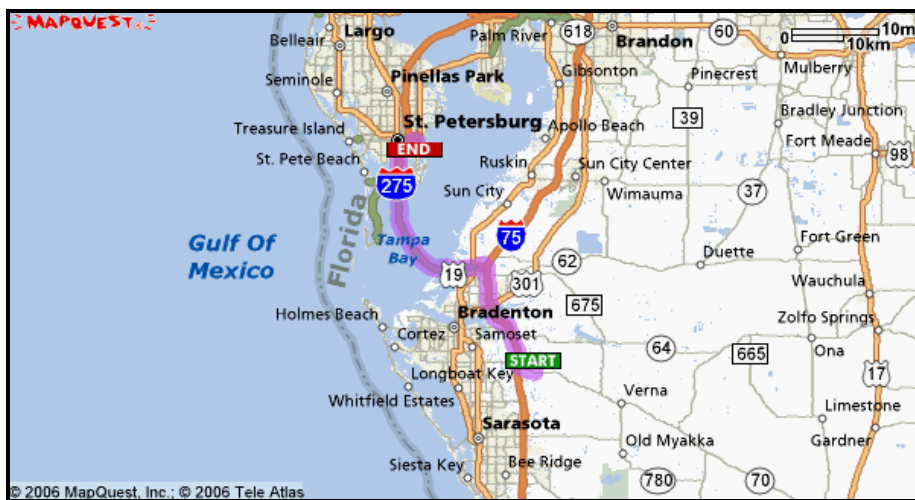 MAPQUEST
Largo
Palm River
618
Brandon
60
10mi
10km
Belleair
Pinellas Park
Gibsonton
Pinecrest
Mulberry
Seminole
39
Bradley Junction
Treasure Island
St. Petersburg
END
Apollo Beach
Fort Meade
98
St. Pete Beach
Ruskin
Sun City Center
275
Sun City
Wimauma
37
Florida
Gulf Of
Mexico
Tampa
Bay
75
Fort Green
Duette
19
62
301
Wauchula
675
Holmes Beach
Bradenton
Zolfo Springs
Cortez
Samoset
64
665
Ona
START
17
Longboat Key
Verna
Whitfield Estates
Limestone
Sarasota
Old Myakka
Gardner
Siesta Key
Bee Ridge
780
70
© 2006 MapQuest, Inc.; © 2006 Tele Atlas